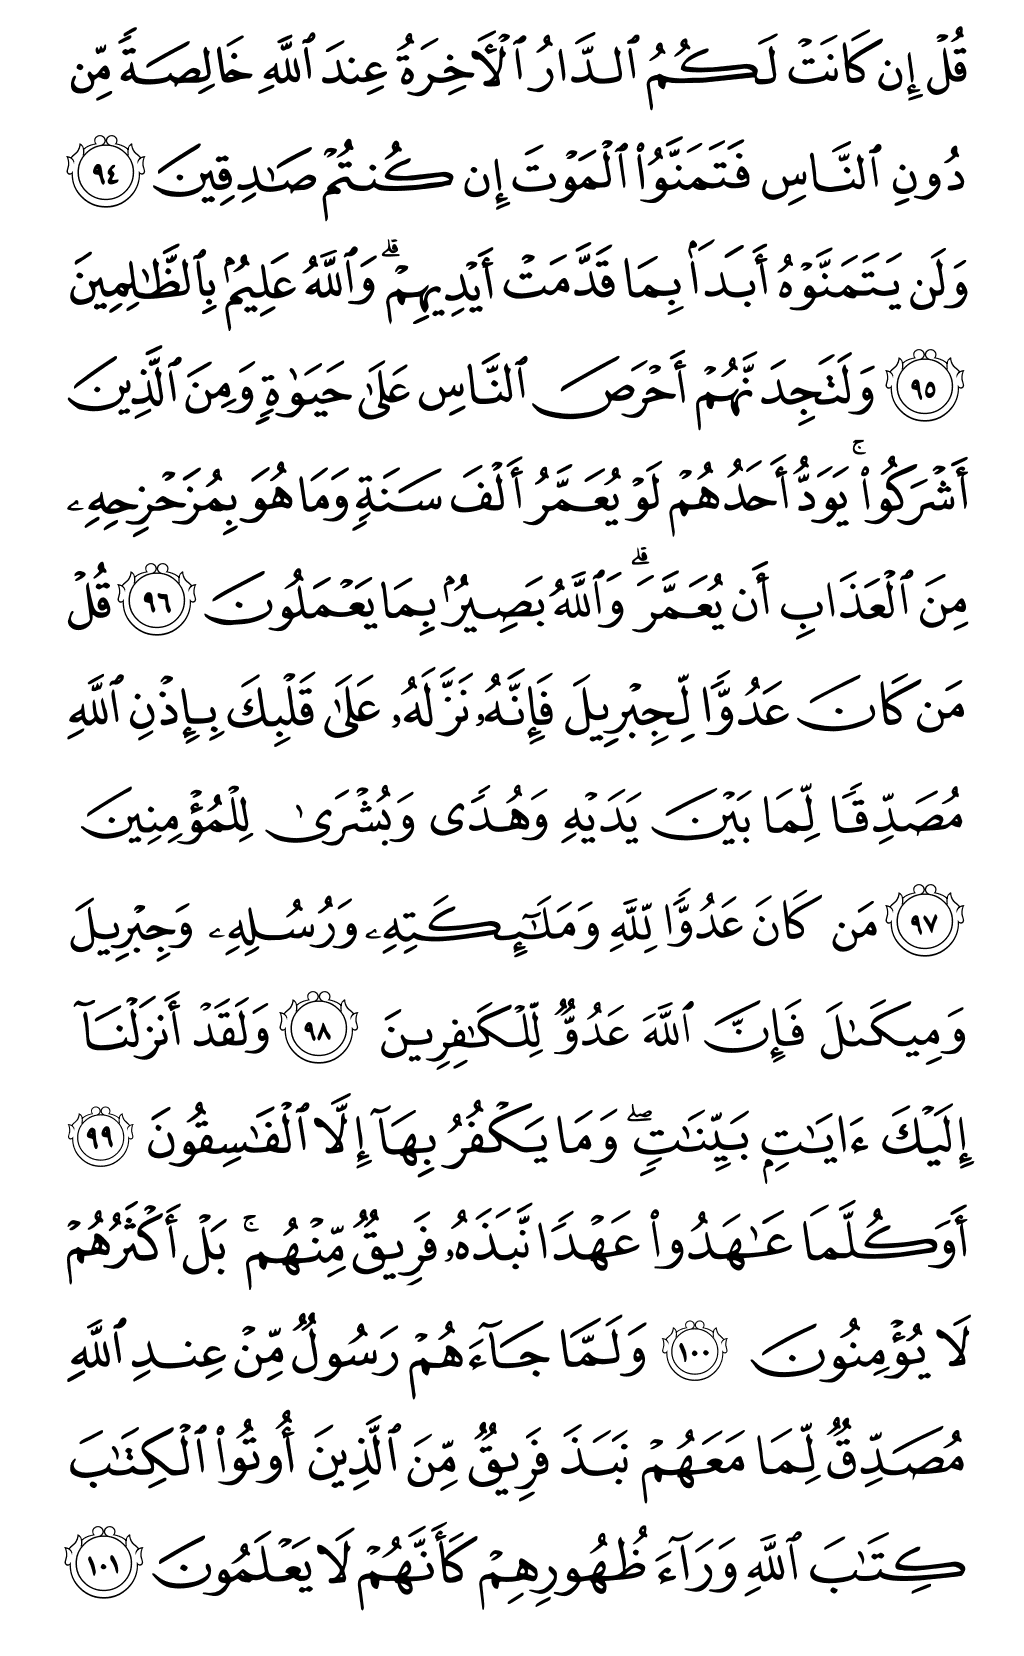 قُلْ إِن كَانَتْ لَكُمُ ٱلدَّارُ ٱلْـَٔاخِرَةُ عِندَ ٱللَّهِ خَالِصَةً مِّن
دُونِ ٱلنَّاسِ فَتَمَنَّوُا۟ ٱلْمَوْتَ إِن كُنتُمْ صَـٰدِقِينَ ٩٤
وَلَن يَتَمَنَّوْهُ أَبَدًۢا بِمَا قَدَّمَتْ أَيْدِيهِمْ ۗ وَٱللَّهُ عَلِيمٌۢ بِٱلظَّـٰلِمِينَ
٩٥ وَلَتَجِدَنَّهُمْ أَحْرَصَ ٱلنَّاسِ عَلَىٰ حَيَوٰةٍ وَمِنَ ٱلَّذِينَ
أَشْرَكُوا۟ ۚ يَوَدُّ أَحَدُهُمْ لَوْ يُعَمَّرُ أَلْفَ سَنَةٍ وَمَا هُوَ بِمُزَحْزِحِهِۦ
مِنَ ٱلْعَذَابِ أَن يُعَمَّرَ ۗ وَٱللَّهُ بَصِيرٌۢ بِمَا يَعْمَلُونَ ٩٦ قُلْ
مَن كَانَ عَدُوًّا لِّجِبْرِيلَ فَإِنَّهُۥ نَزَّلَهُۥ عَلَىٰ قَلْبِكَ بِإِذْنِ ٱللَّهِ
مُصَدِّقًا لِّمَا بَيْنَ يَدَيْهِ وَهُدًى وَبُشْرَىٰ لِلْمُؤْمِنِينَ
٩٧ مَن كَانَ عَدُوًّا لِّلَّهِ وَمَلَـٰٓئِكَتِهِۦ وَرُسُلِهِۦ وَجِبْرِيلَ
وَمِيكَىٰلَ فَإِنَّ ٱللَّهَ عَدُوٌّ لِّلْكَـٰفِرِينَ ٩٨ وَلَقَدْ أَنزَلْنَآ
إِلَيْكَ ءَايَـٰتٍۭ بَيِّنَـٰتٍ ۖ وَمَا يَكْفُرُ بِهَآ إِلَّا ٱلْفَـٰسِقُونَ ٩٩
أَوَكُلَّمَا عَـٰهَدُوا۟ عَهْدًا نَّبَذَهُۥ فَرِيقٌ مِّنْهُم ۚ بَلْ أَكْثَرُهُمْ
لَا يُؤْمِنُونَ ١٠٠ وَلَمَّا جَآءَهُمْ رَسُولٌ مِّنْ عِندِ ٱللَّهِ
مُصَدِّقٌ لِّمَا مَعَهُمْ نَبَذَ فَرِيقٌ مِّنَ ٱلَّذِينَ أُوتُوا۟ ٱلْكِتَـٰبَ
كِتَـٰبَ ٱللَّهِ وَرَآءَ ظُهُورِهِمْ كَأَنَّهُمْ لَا يَعْلَمُونَ ١٠١